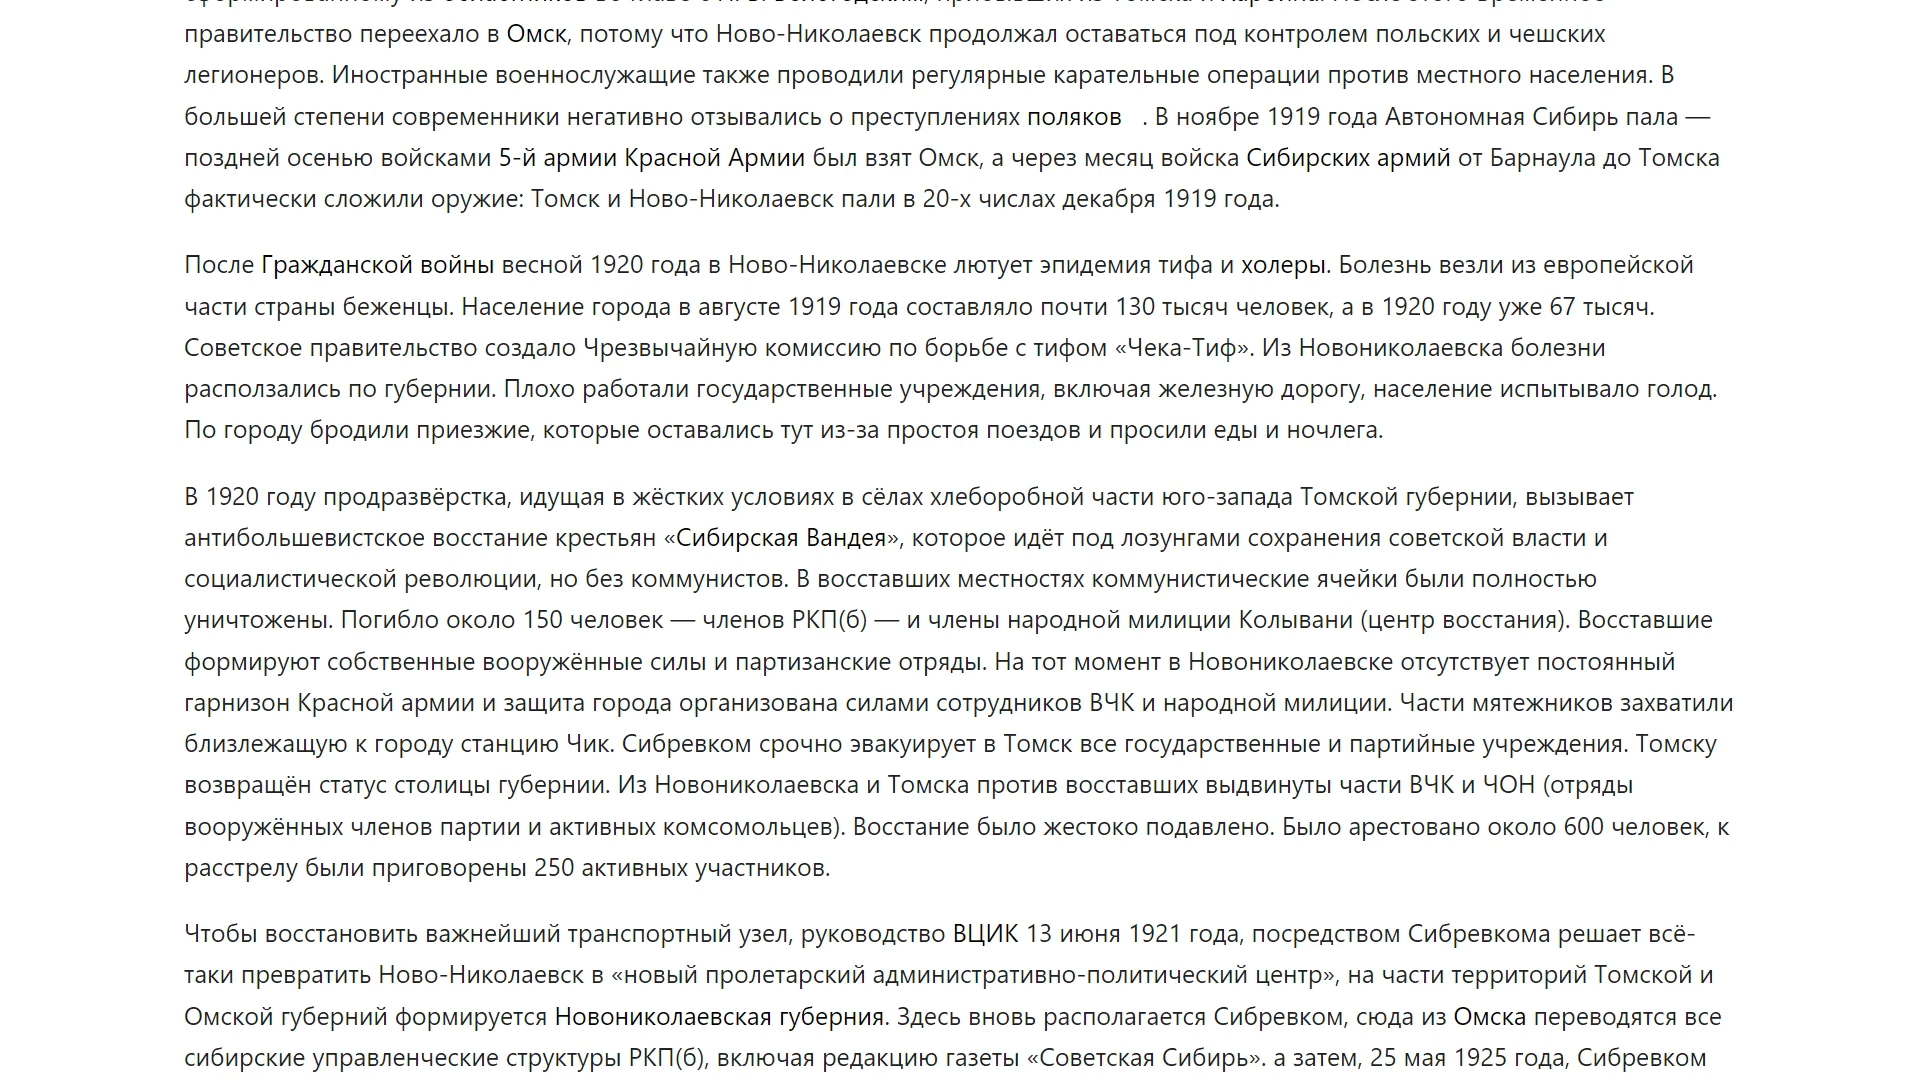 правительство переехало в Омск, потому что Ново-Николаевск продолжал оставаться под контролем польских и чешских
легионеров. Иностранные военнослужащие также проводили регулярные карательные операции против местного населения. В
большей степени современники негативно отзывались о преступлениях поляков . В ноябре 1919 года Автономная Сибирь пала —
поздней осенью войсками 5-й армии Красной Армии был взят Омск, а через месяц войска Сибирских армий от Барнаула до Томска
фактически сложили оружие: Томск и Ново-Николаевск пали в 20-х числах декабря 1919 года.
После Гражданской войны весной 1920 года в Ново-Николаевске лютует эпидемия тифа и холеры. Болезнь везли из европейской
части страны беженцы. Население города в августе 1919 года составляло почти 130 тысяч человек, а в 1920 году уже 67 тысяч.
Советское правительство создало Чрезвычайную комиссию по борьбе с тифом «Чека-Тиф». Из Новониколаевска болезни
расползались по губернии. Плохо работали государственные учреждения, включая железную дорогу, население испытывало голод.
По городу бродили приезжие, которые оставались тут из-за простоя поездов и просили еды и ночлега.
В 1920 году продразвёрстка, идущая в жёстких условиях в сёлах хлеборобной части юго-запада Томской губернии, вызывает
антибольшевистское восстание крестьян «Сибирская Вандея», которое идёт под лозунгами сохранения советской власти и
социалистической революции, но без коммунистов. В восставших местностях коммунистические ячейки были полностью
уничтожены. Погибло около 150 человек — членов РКП(б) — и члены народной милиции Колывани (центр восстания). Восставшие
формируют собственные вооружённые силы и партизанские отряды. На тот момент в Новониколаевске отсутствует постоянный
гарнизон Красной армии и защита города организована силами сотрудников ВЧК и народной милиции. Части мятежников захватили
близлежащую к городу станцию Чик. Сибревком срочно эвакуирует в Томск все государственные и партийные учреждения. Томску
возвращён статус столицы губернии. Из Новониколаевска и Томска против восставших выдвинуты части ВЧК и ЧОН (отряды
вооружённых членов партии и активных комсомольцев). Восстание было жестоко подавлено. Было арестовано около 600 человек, к
расстрелу были приговорены 250 активных участников.
Чтобы восстановить важнейший транспортный узел, руководство ВЦИК 13 июня 1921 года, посредством Сибревкома решает всё-
таки превратить Ново-Николаевск в «новый пролетарский административно-политический центр», на части территорий Томской и
Омской губерний формируется Новониколаевская губерния. Здесь вновь располагается Сибревком, сюда из Омска переводятся все
сибирские управленческие структуры РКП(б), включая редакцию газеты «Советская Сибирь». а затем, 25 мая 1925 года, Сибревком